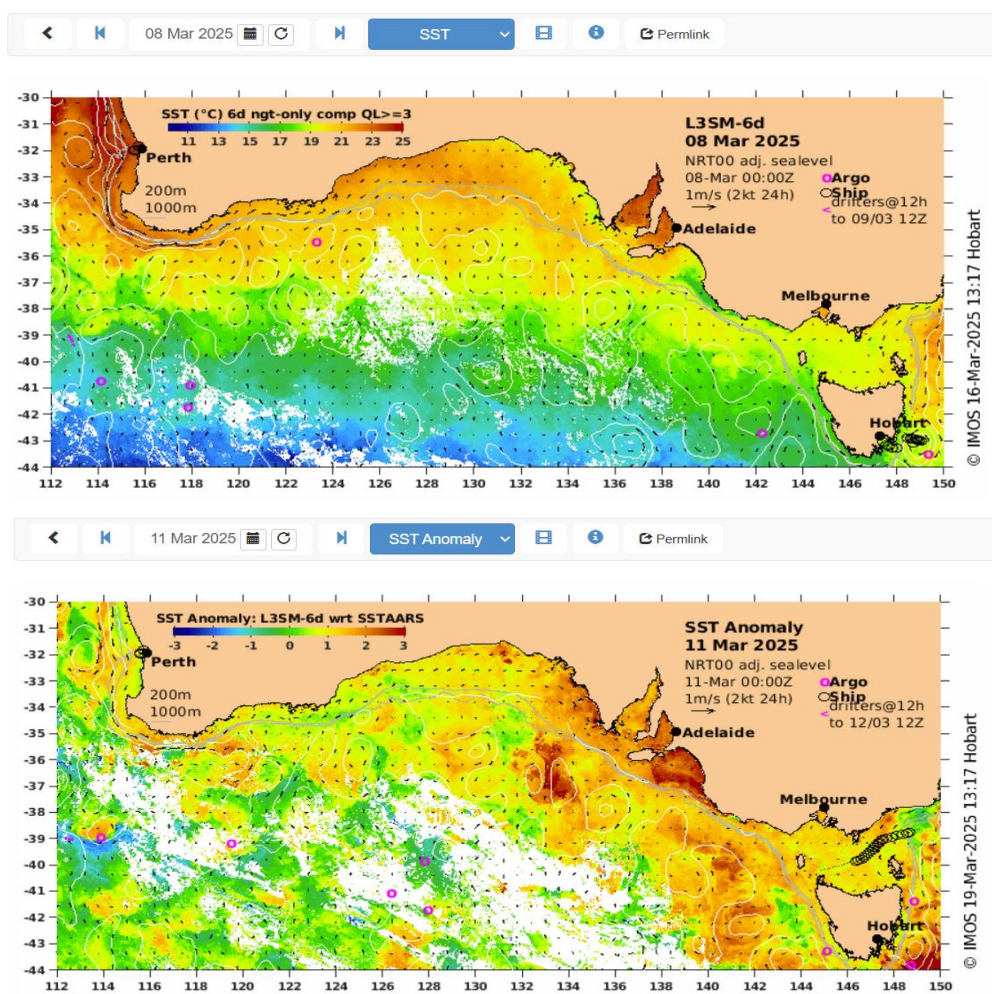 08 Mar 2025 SST Permlink
-30
-31
-32
-33
-34
-35
-36
-37
-38
-39
-40
-41
-42
-43
-44
SST (°C) 6d ngt-only comp QL>=3
11 13 15 17 19 21 23 25
Perth
200m
1000m
L3SM-6d
08 Mar 2025
NRT00 adj. sealevel
08-Mar 00:00Z Argo
1m/s (2kt 24h) Ship
drifters@12h
to 09/03 12Z
Adelaide
Melbourne
Hobart
112 114 116 118 120 122 124 126 128 130 132 134 136 138 140 142 144 146 148 150
© IMOS 16-Mar-2025 13:17 Hobart
11 Mar 2025 SST Anomaly Permlink
-30
-31
-32
-33
-34
-35
-36
-37
-38
-39
-40
-41
-42
-43
-44
SST Anomaly: L3SM-6d wrt SSTAARS
-3 -2 -1 0 1 2 3
Perth
200m
1000m
SST Anomaly
11 Mar 2025
NRT00 adj. sealevel
11-Mar 00:00Z Argo
1m/s (2kt 24h) Ship
drifters@12h
to 12/03 12Z
Adelaide
Melbourne
Hobart
112 114 116 118 120 122 124 126 128 130 132 134 136 138 140 142 144 146 148 150
© IMOS 19-Mar-2025 13:17 Hobart